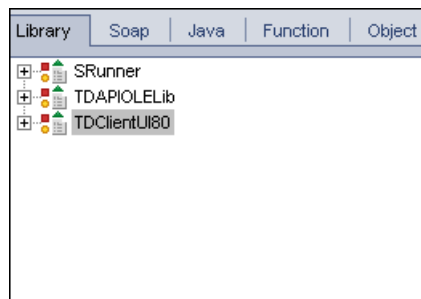 Library Soap Java Function Object
SRunner
TDAPIOLELib
TDClientUI80